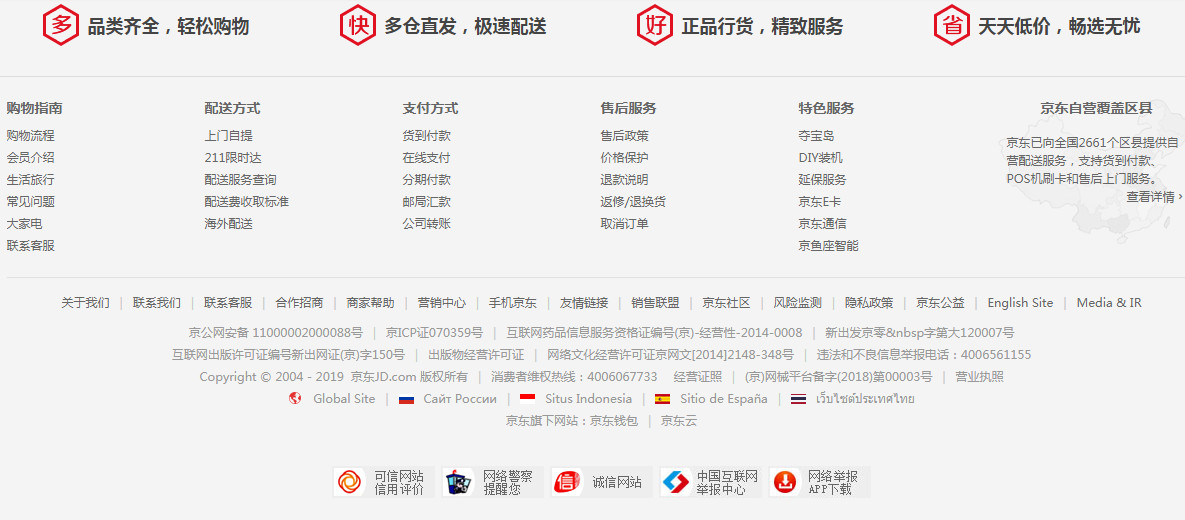 多 品类齐全，轻松购物 快 多仓直发，极速配送 好 正品行货，精致服务 省 天天低价，畅选无忧
购物指南
购物流程
会员介绍
生活旅行
常见问题
大家电
联系客服
配送方式
上门自提
211限时达
配送服务查询
配送费收取标准
海外配送
支付方式
货到付款
在线支付
分期付款
邮局汇款
公司转账
售后服务
售后政策
价格保护
退款说明
返修/退换货
取消订单
特色服务
夺宝岛
DIY装机
延保服务
京东E卡
京东通信
京鱼座智能
京东自营覆盖区县
京东已向全国2661个区县提供自
营配送服务，支持货到付款、
POS机刷卡和售后上门服务。
查看详情 ›
关于我们 | 联系我们 | 联系客服 | 合作招商 | 商家帮助 | 营销中心 | 手机京东 | 友情链接 | 销售联盟 | 京东社区 | 风险监测 | 隐私政策 | 京东公益 | English Site | Media & IR
京公网安备 11000002000088号 | 京ICP证070359号 | 互联网药品信息服务资格证编号(京)-经营性-2014-0008 | 新出发京零&nbsp字第大120007号
互联网出版许可证编号新出网证(京)字150号 | 出版物经营许可证 | 网络文化经营许可证京网文[2014]2148-348号 | 违法和不良信息举报电话：4006561155
Copyright © 2004 - 2019 京东JD.com 版权所有 | 消费者维权热线：4006067733 经营证照 | (京)网械平台备字(2018)第00003号 | 营业执照
Global Site | Сайт России | Situs Indonesia | Sitio de España | เว็บไซต์ประเทศไทย
京东旗下网站：京东钱包 | 京东云
可信网站
信用评价
网络警察
提醒您
诚信网站
中国互联网
举报中心
网络举报
APP下载